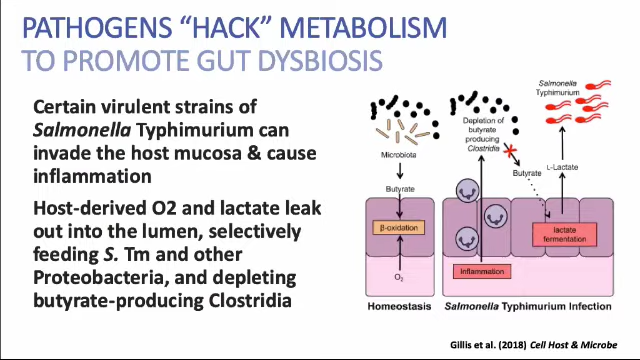 PATHOGENS “HACK” METABOLISM
TO PROMOTE GUT DYSBIOSIS
Certain virulent strains of
Salmonella Typhimurium can
invade the host mucosa & cause
inflammation
Host-derived O2 and lactate leak
out into the lumen, selectively
feeding S. Tm and other
Proteobacteria, and depleting
butyrate-producing Clostridia
Microbiota
Butyrate
β-oxidation
O₂
Homeostasis
Depletion of
butyrate
producing
Clostridia
Butyrate
Inflammation
Salmonella
Typhimurium
L-Lactate
lactate
fermentation
Salmonella Typhimurium Infection
Gillis et al. (2018) Cell Host & Microbe